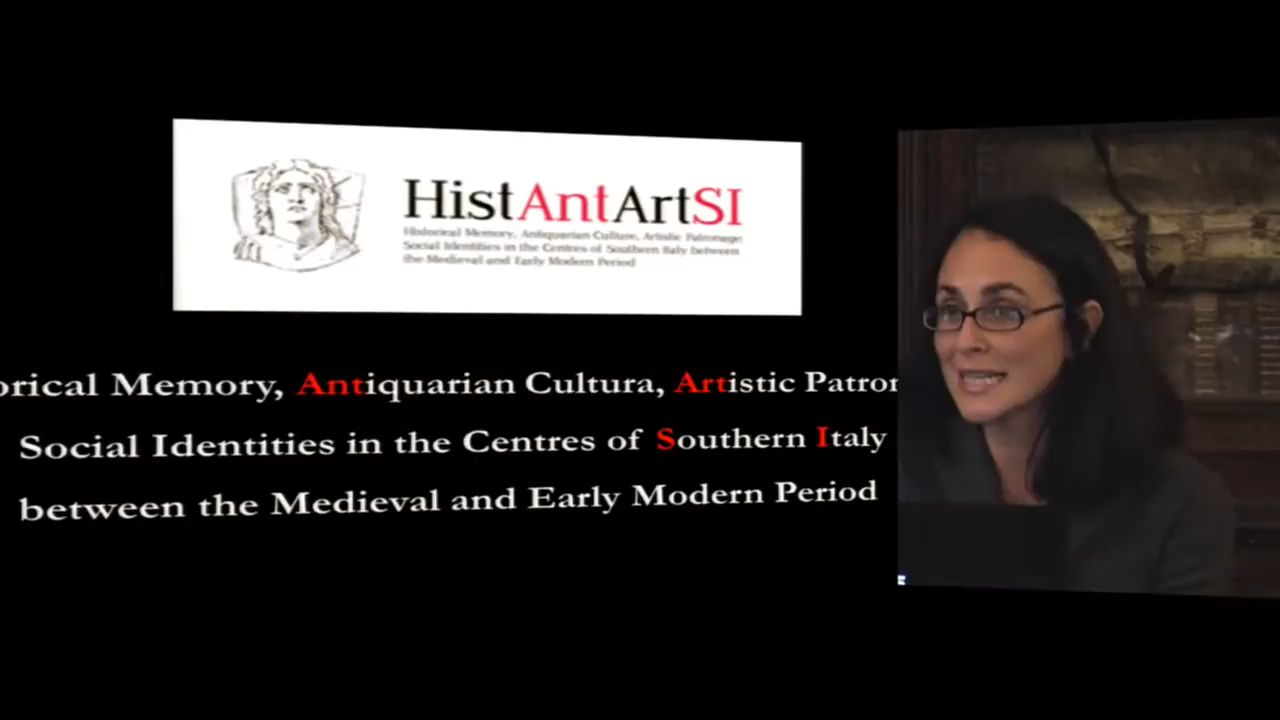 HistAntArtSI
Historical Memory, Antiquarian Culture, Artistic Patronage:
Social Identities in the Centres of Southern Italy between
the Medieval and Early Modern Period
orical Memory, Antiquarian Cultura, Artistic Patron
Social Identities in the Centres of Southern Italy
between the Medieval and Early Modern Period